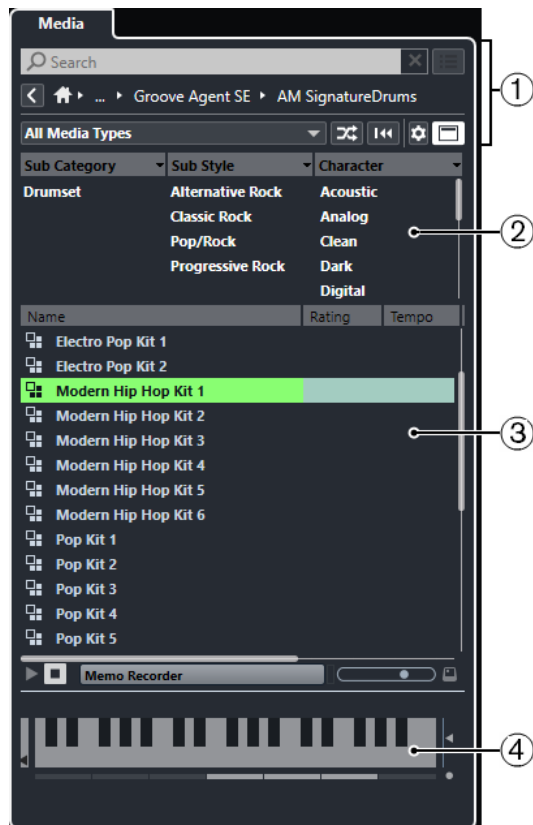 Media
Search
... Groove Agent SE AM SignatureDrums
All Media Types
Sub Category Sub Style Character
Drumset Alternative Rock Acoustic
Classic Rock Analog
Pop/Rock Clean
Progressive Rock Dark
Digital
Name Rating Tempo
Electro Pop Kit 1
Electro Pop Kit 2
Modern Hip Hop Kit 1
Modern Hip Hop Kit 2
Modern Hip Hop Kit 3
Modern Hip Hop Kit 4
Modern Hip Hop Kit 5
Modern Hip Hop Kit 6
Pop Kit 1
Pop Kit 2
Pop Kit 3
Pop Kit 4
Pop Kit 5
Memo Recorder
1
2
3
4